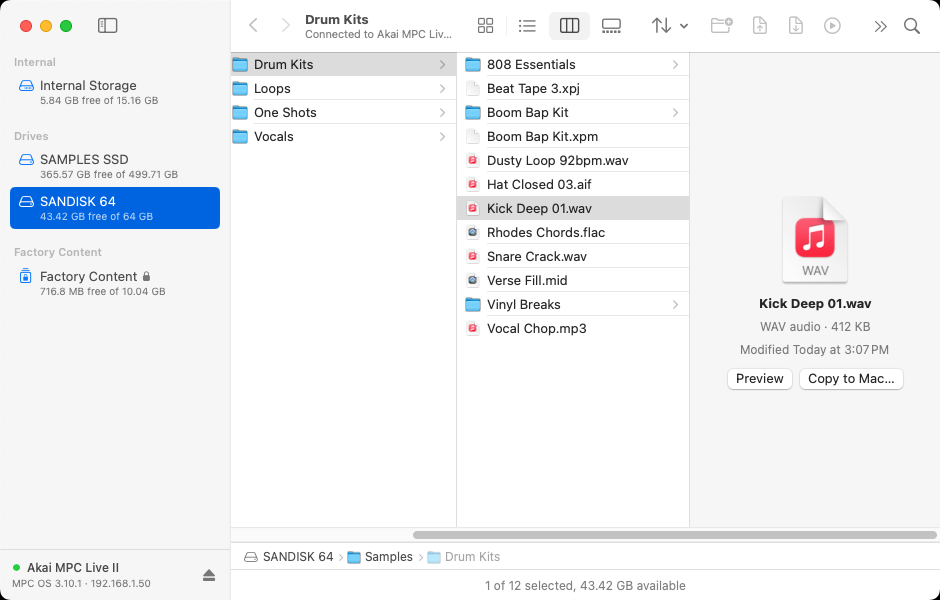 Internal
Internal Storage
5.84 GB free of 15.16 GB
Drives
SAMPLES SSD
365.57 GB free of 499.71 GB
SANDISK 64
43.42 GB free of 64 GB
Factory Content
Factory Content
716.8 MB free of 10.04 GB
Akai MPC Live II
MPC OS 3.10.1 · 192.168.1.50
Drum Kits
Connected to Akai MPC Liv...
Drum Kits
Loops
One Shots
Vocals
808 Essentials
Beat Tape 3.xpj
Boom Bap Kit
Boom Bap Kit.xpm
Dusty Loop 92bpm.wav
Hat Closed 03.aif
Kick Deep 01.wav
Rhodes Chords.flac
Snare Crack.wav
Verse Fill.mid
Vinyl Breaks
Vocal Chop.mp3
WAV
Kick Deep 01.wav
WAV audio · 412 KB
Modified Today at 3:07 PM
Preview Copy to Mac...
SANDISK 64 Samples Drum Kits
1 of 12 selected, 43.42 GB available